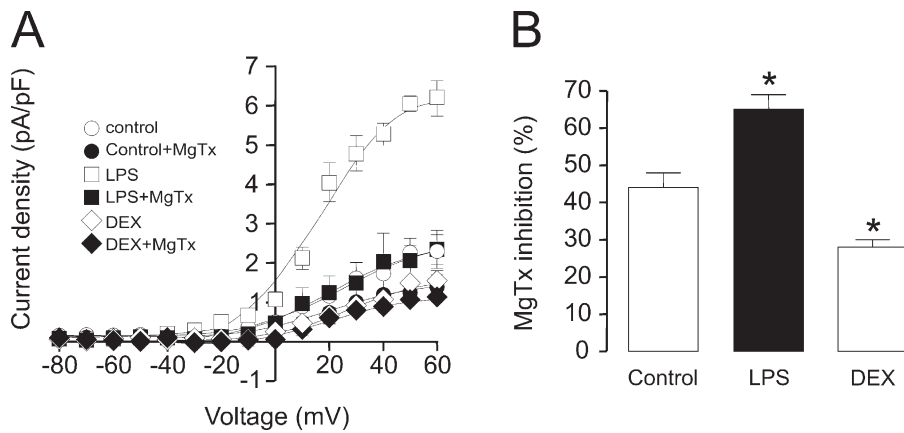 A
Current density (pA/pF)
7
6
5
4
3
2
1
-1
control
Control+MgTx
LPS
LPS+MgTx
DEX
DEX+MgTx
-80 -60 -40 -20 20 40 60
Voltage (mV)
B
MgTx inhibition (%)
70
60
50
40
30
20
10
0
*
*
Control LPS DEX